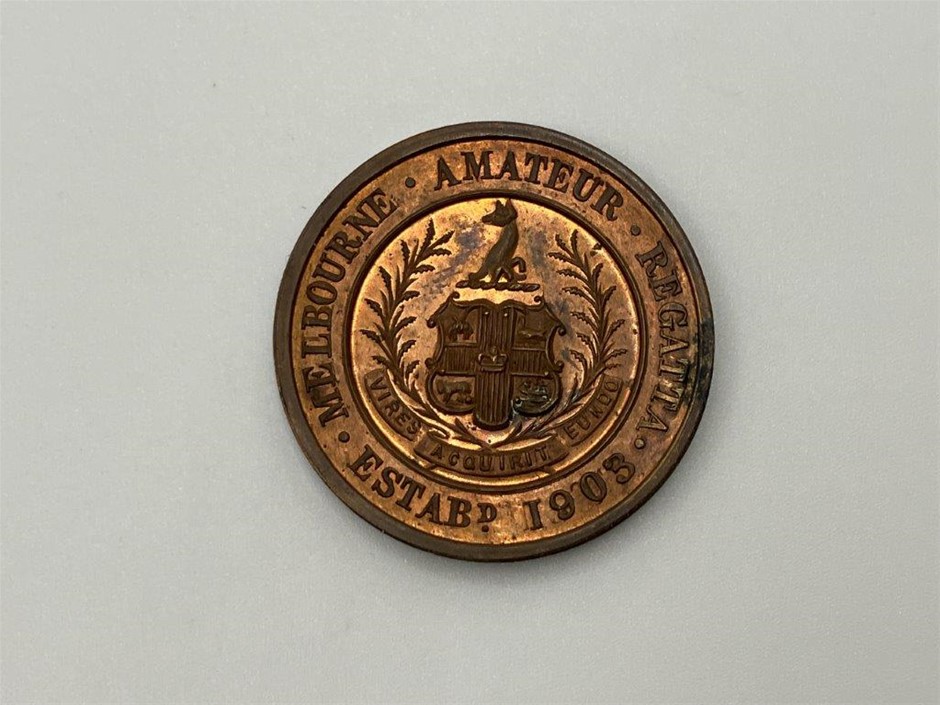 MELBOURNE · AMATEUR · REGATTA ·
ESTABD. 1903 ·
VIRES ACQUIRIT EUNDO